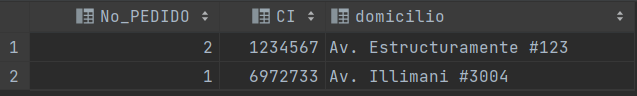 No_PEDIDO CI domicilio
1 2 1234567 Av. Estructuramente #123
2 1 6972733 Av. Illimani #3004